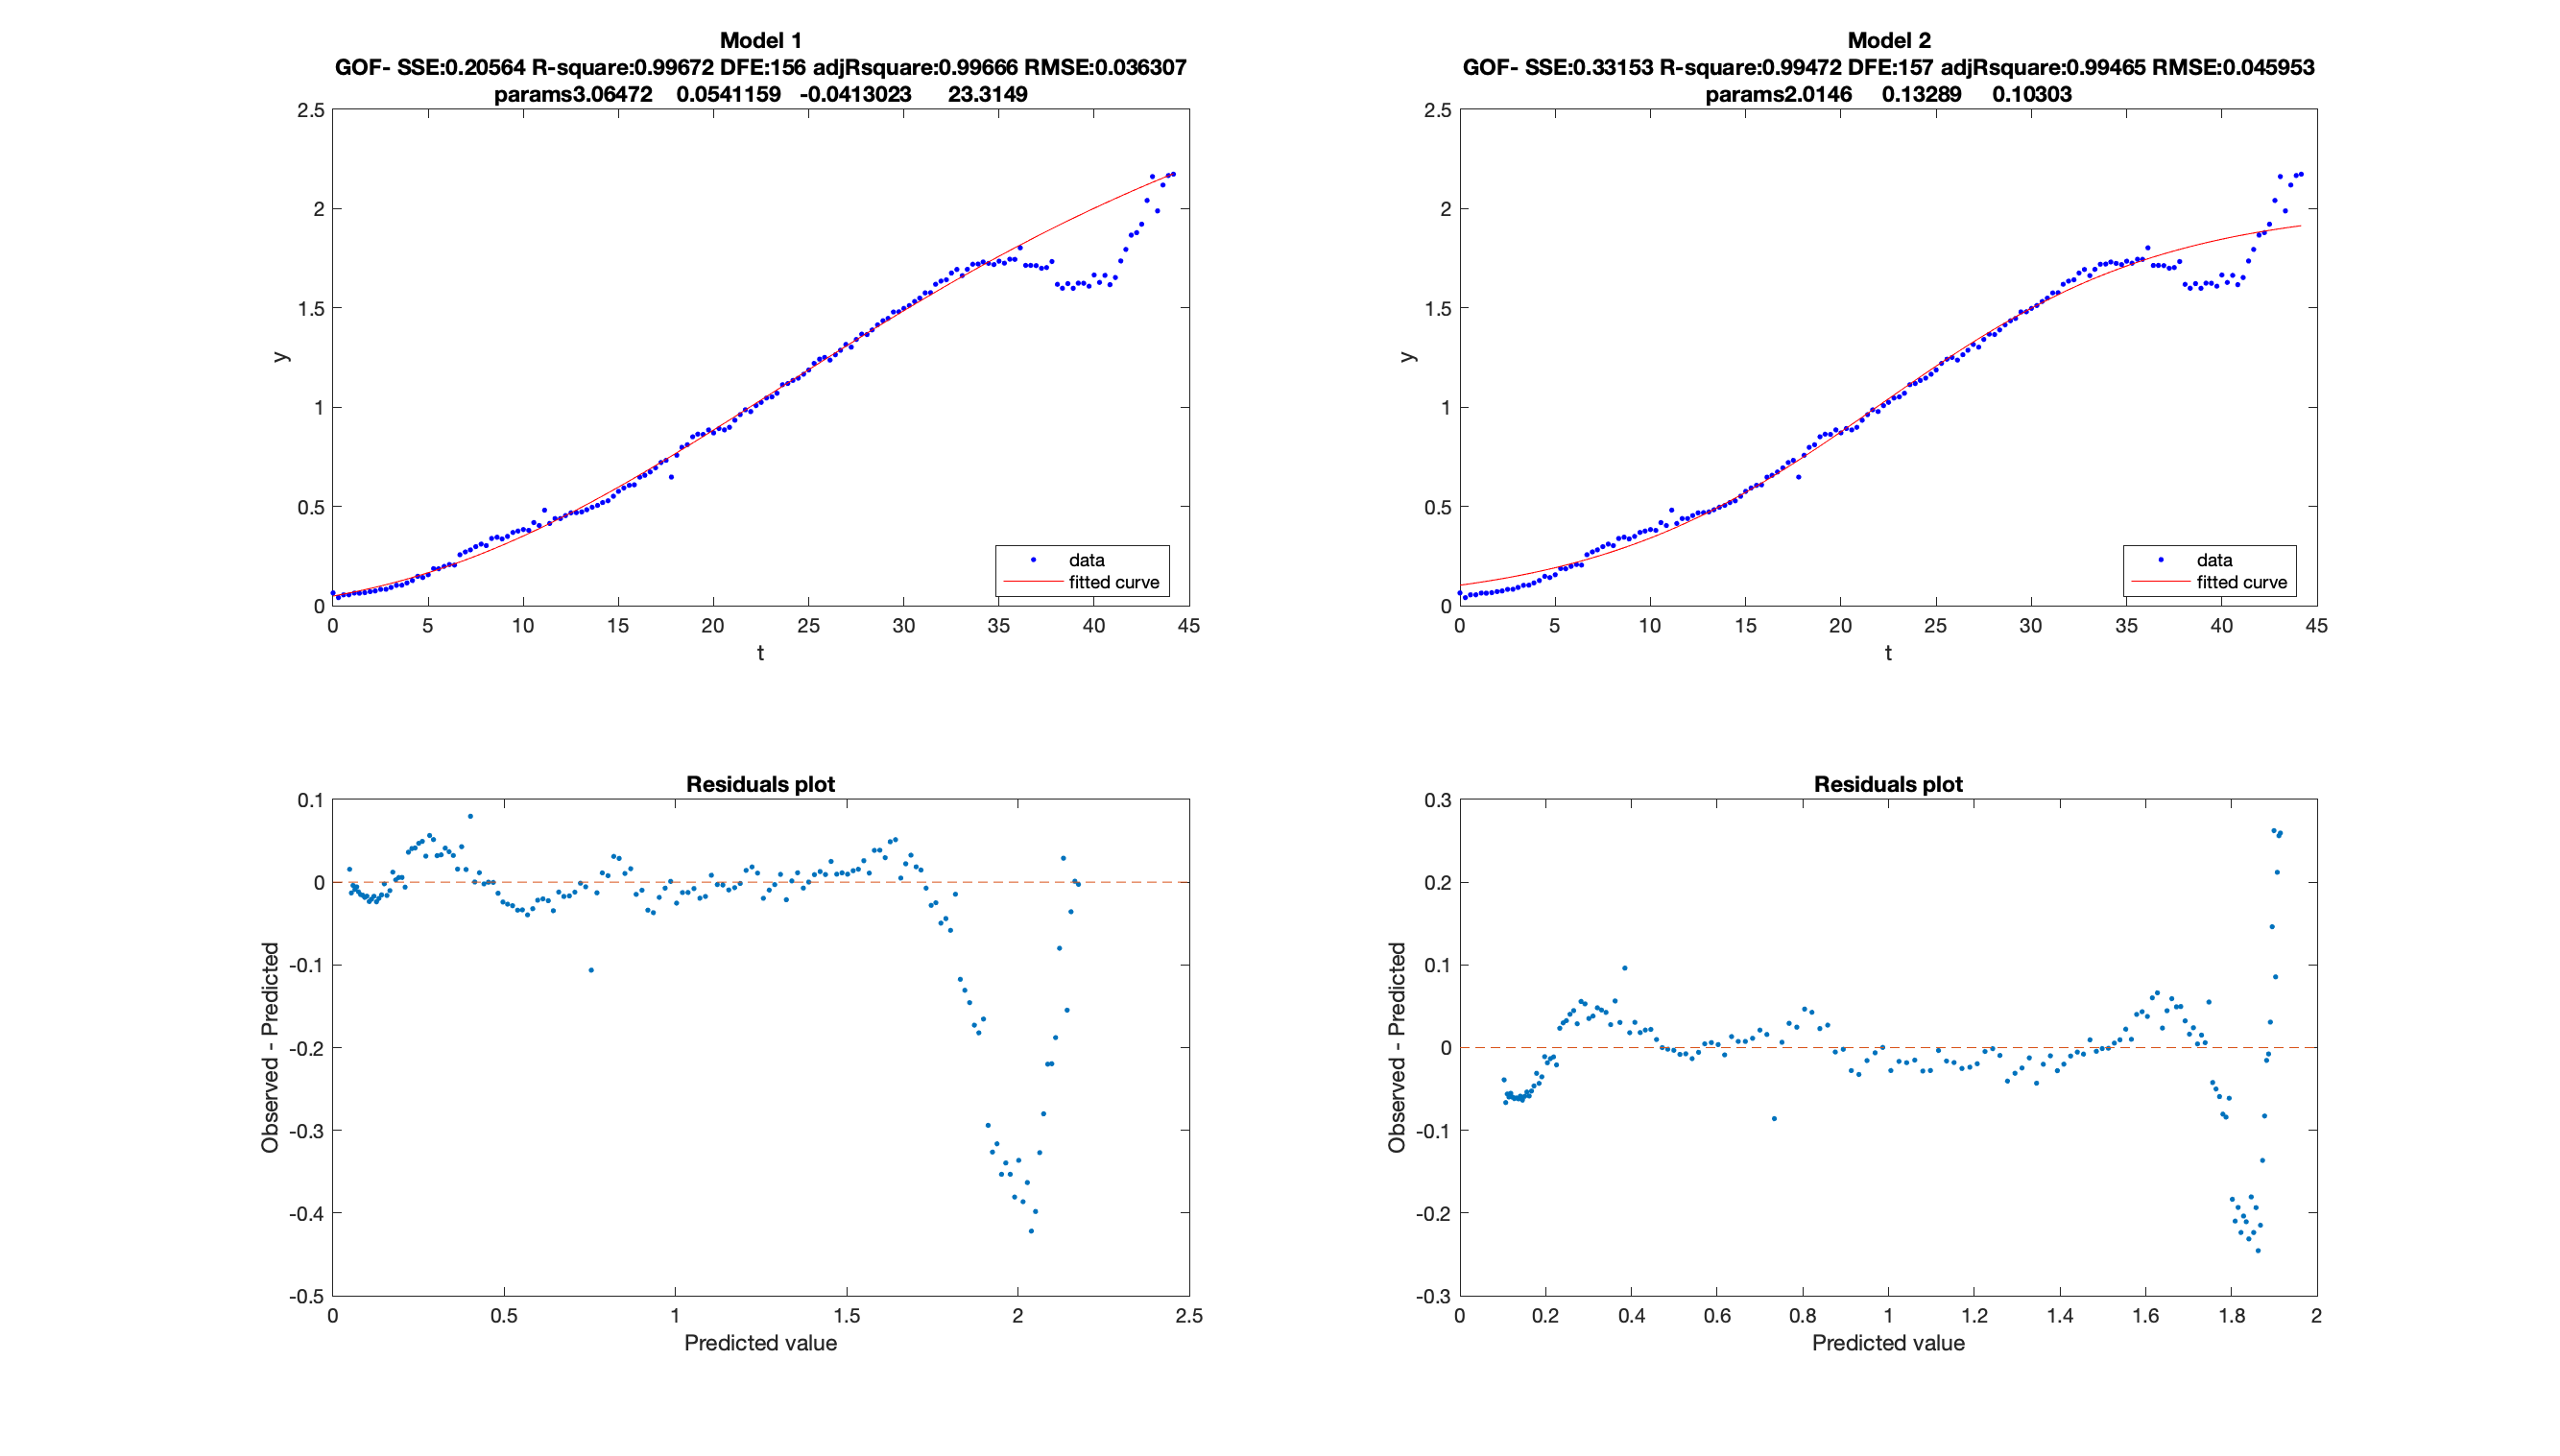 Model 1
GOF- SSE:0.20564 R-square:0.99672 DFE:156 adjRsquare:0.99666 RMSE:0.036307
params3.06472 0.0541159 -0.0413023 23.3149
2.5
2
1.5
1
0.5
0
y
0 5 10 15 20 25 30 35 40 45
t
data
fitted curve
Model 2
GOF- SSE:0.33153 R-square:0.99472 DFE:157 adjRsquare:0.99465 RMSE:0.045953
params2.0146 0.13289 0.10303
2.5
2
1.5
1
0.5
0
y
0 5 10 15 20 25 30 35 40 45
t
data
fitted curve
Residuals plot
0.1
0
-0.1
-0.2
-0.3
-0.4
-0.5
Observed - Predicted
0 0.5 1 1.5 2 2.5
Predicted value
Residuals plot
0.3
0.2
0.1
0
-0.1
-0.2
-0.3
Observed - Predicted
0 0.2 0.4 0.6 0.8 1 1.2 1.4 1.6 1.8 2
Predicted value